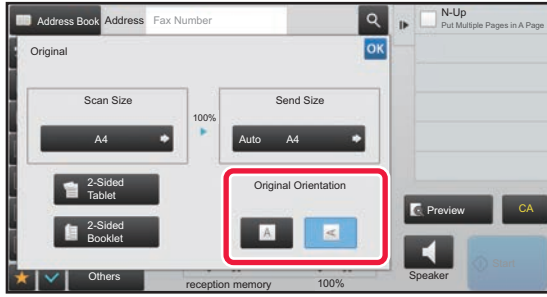 Address Book Address Fax Number
N-Up
Put Multiple Pages in A Page
Original
OK
Scan Size
100%
Send Size
A4
Auto A4
2-Sided
Tablet
Original Orientation
2-Sided
Booklet
A
A
Preview
CA
Others
reception memory 100%
Speaker
Start